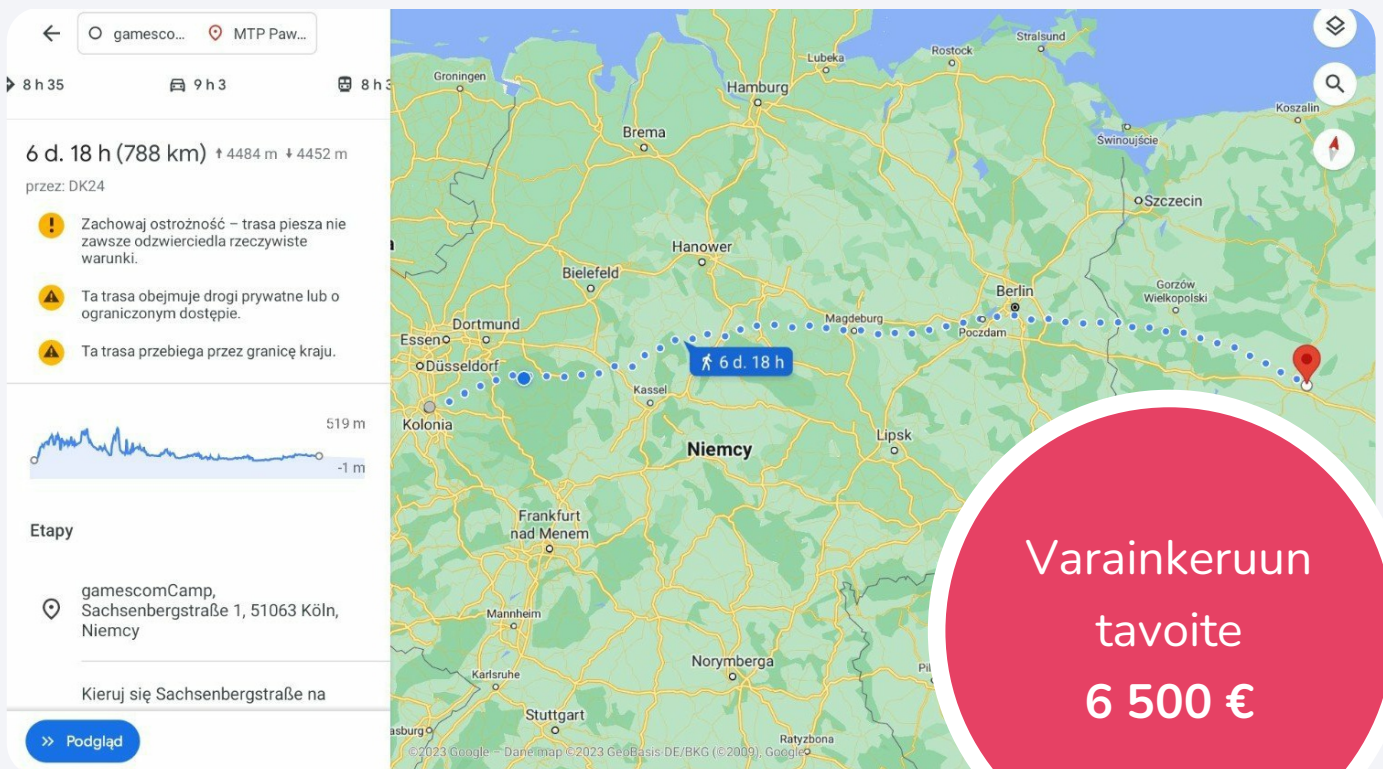 gamesco...
MTP Paw...
8 h 35
9 h 3
8 h
6 d. 18 h (788 km) 4484 m 4452 m
przez: DK24
Zachowaj ostrożność – trasa piesza nie
zawsze odzwierciedla rzeczywiste
warunki.
Ta trasa obejmuje drogi prywatne lub o
ograniczonym dostępie.
Ta trasa przebiega przez granicę kraju.
519 m
-1 m
Etapy
gamescomCamp,
Sachsenbergstraße 1, 51063 Köln,
Niemcy
Kieruj się Sachsenbergstraße na
Podgląd
Stralsund
Rostock
Lubeka
Groningen
Hamburg
Koszalin
Brema
Świnoujście
Szczecin
Hanower
Bielefeld
Berlin
Gorzów
Wielkopolski
Magdeburg
Poczdam
Dortmund
Essen
Düsseldorf
6 d. 18 h
Kassel
Kolonia
Lipsk
Niemcy
Frankfurt
nad Menem
Mannheim
Norymberga
Karlsruhe
Stuttgart
asburg
Ratyzbona
Pil
©2023 Google – Dane map ©2023 GeoBasis DE/BKG (©2009), Google
Varainkeruun
tavoite
6 500 €